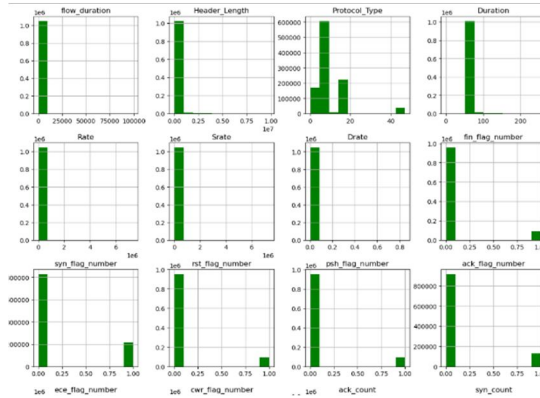 flow_duration Header_Length Protocol_Type Duration
1e6 1e6 1e6
1.0 1.0 600000 1.0
0.8 0.8 500000 0.8
0.6 0.6 400000 0.6
0.4 0.4 300000 0.4
0.2 0.2 200000 0.2
100000
0.0 0.0 0 0.0
0 25000 50000 75000 100000 0.00 0.25 0.50 0.75 1.00 0 20 40 0 100 200
1e7
Rate Srate Drate fin_flag_number
1e6 1e6 1e6 1e6
1.0 1.0 1.0 1.0
0.8 0.8 0.8 0.8
0.6 0.6 0.6 0.6
0.4 0.4 0.4 0.4
0.2 0.2 0.2 0.2
0.0 0.0 0.0 0.0
0 2 4 6 0 2 4 6 0.0 0.2 0.4 0.6 0.8 0.00 0.25 0.50 0.75 1.00
1e6 1e6
syn_flag_number rst_flag_number psh_flag_number ack_flag_number
1e6 1e6
1.0 1.0
0.8 0.8 800000
0.6 0.6 600000
0.4 0.4 400000
0.2 0.2 200000
0 0.0 0.0 0
0.00 0.25 0.50 0.75 1.00 0.00 0.25 0.50 0.75 1.00 0.00 0.25 0.50 0.75 1.00 0.00 0.25 0.50 0.75 1.00
ece_flag_number cwr_flag_number ack_count syn_count
1e6 1e6 1e6 1e6